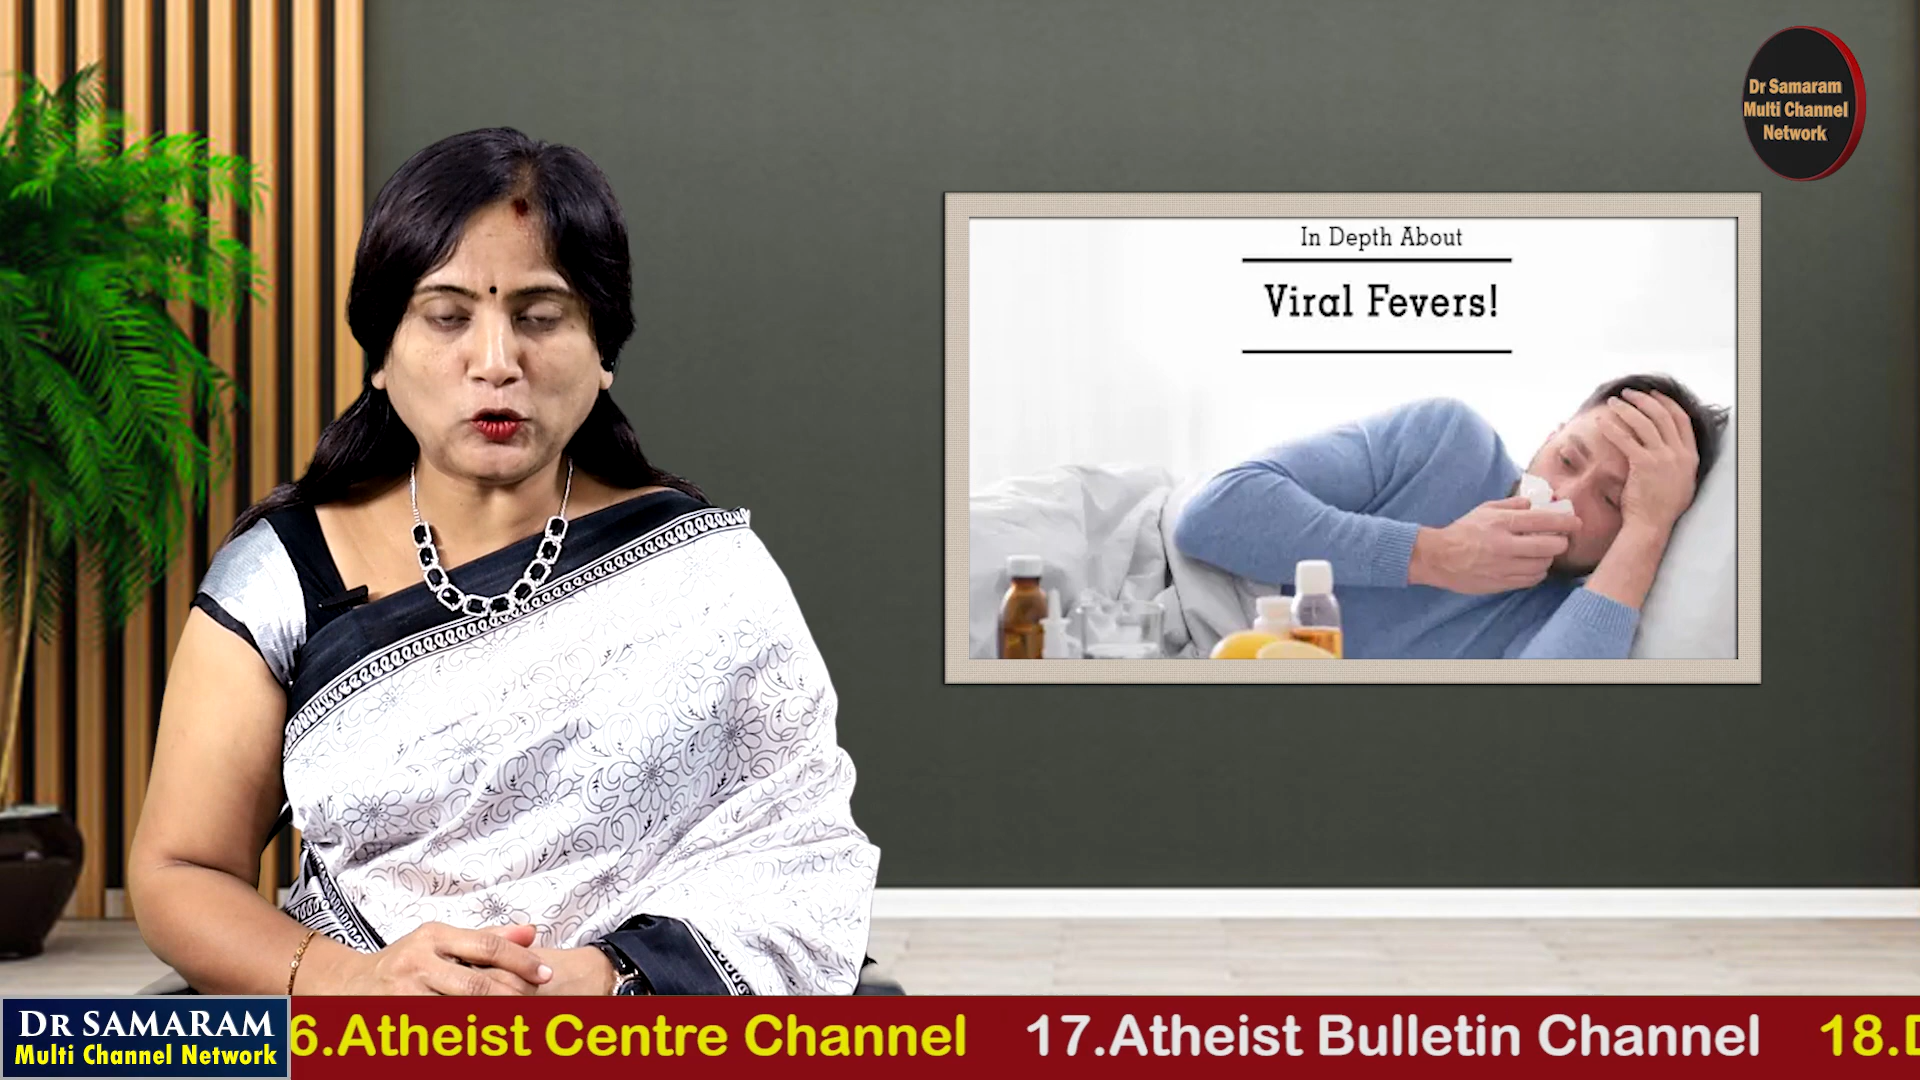 Dr Samaram
Multi Channel
Network
In Depth About
Viral Fevers!
DR SAMARAM
Multi Channel Network
6.Atheist Centre Channel 17.Atheist Bulletin Channel 18.